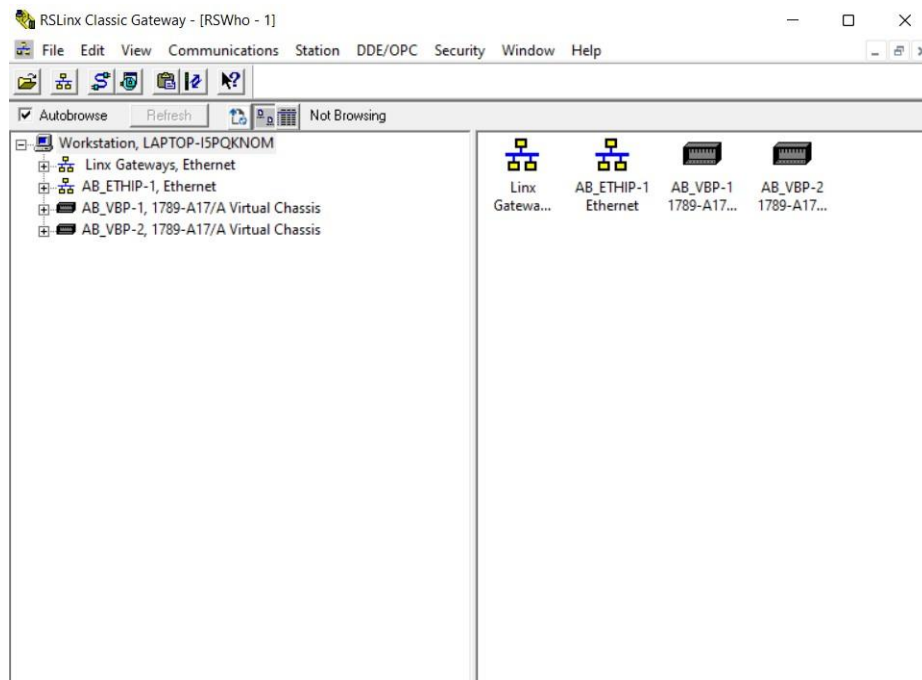 RSLinx Classic Gateway - [RSWho - 1]
File Edit View Communications Station DDE/OPC Security Window Help
Autobrowse Refresh Not Browsing
Workstation, LAPTOP-I5PQKNOM
Linx Gateways, Ethernet
AB_ETHIP-1, Ethernet
AB_VBP-1, 1789-A17/A Virtual Chassis
AB_VBP-2, 1789-A17/A Virtual Chassis
Linx AB_ETHIP-1 AB_VBP-1 AB_VBP-2
Gatewa... Ethernet 1789-A17... 1789-A17...